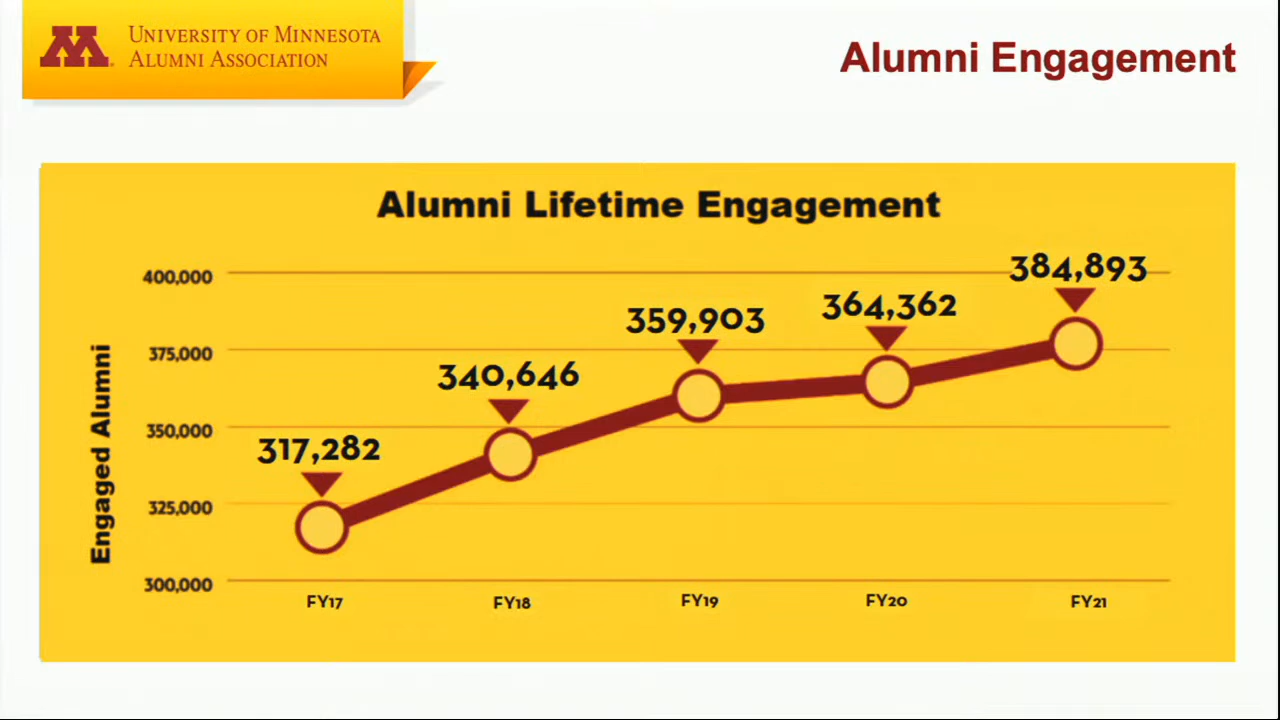 UNIVERSITY OF MINNESOTA
ALUMNI ASSOCIATION
Alumni Engagement
Alumni Lifetime Engagement
Engaged Alumni
400,000
375,000
350,000
325,000
300,000
317,282
340,646
359,903
364,362
384,893
FY17
FY18
FY19
FY20
FY21